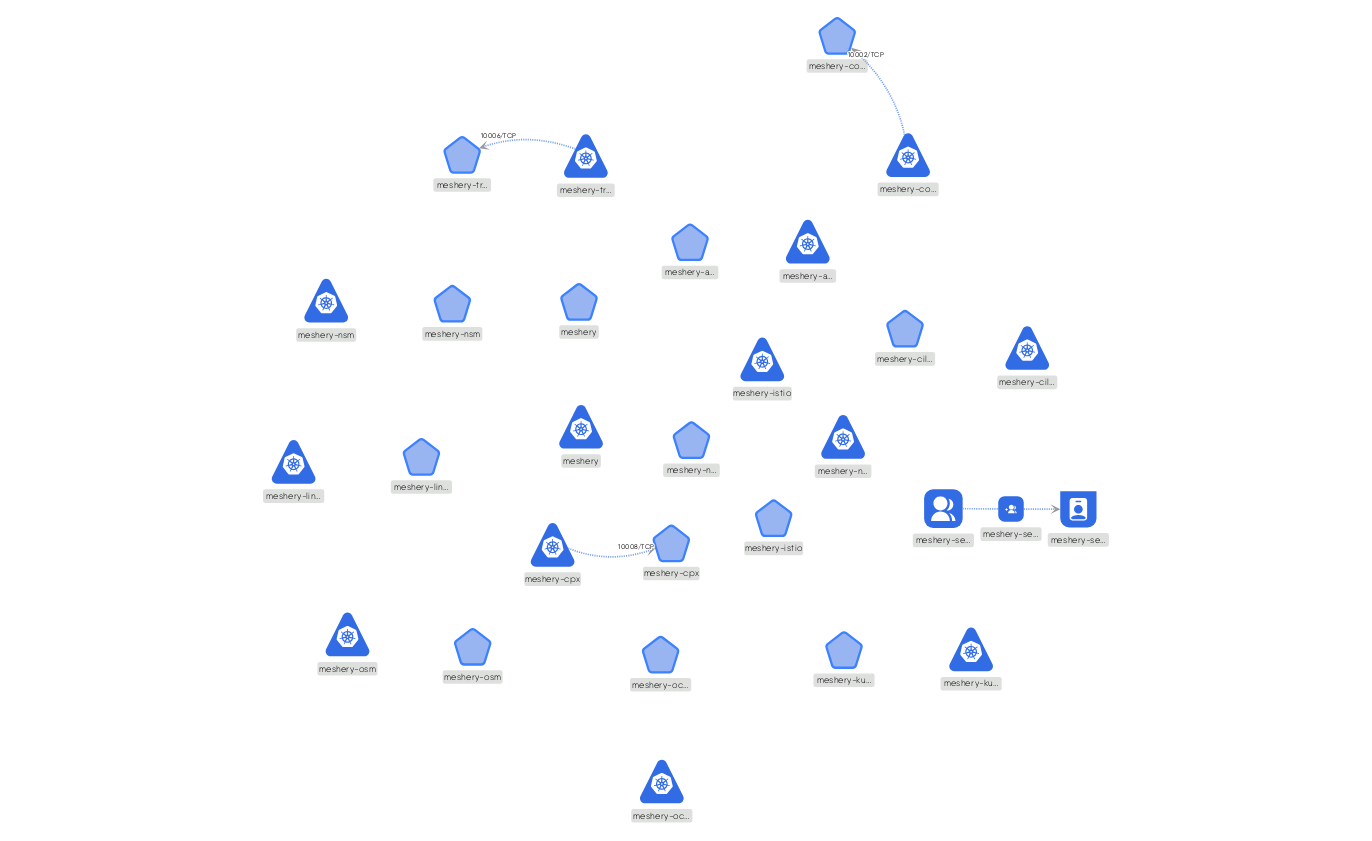 10002/TCP
meshery-co...
10006/TCP
meshery-tr...
meshery-tr...
meshery-co...
meshery-a...
meshery-a...
meshery-nsm
meshery-nsm
meshery
meshery-cil...
meshery-cil...
meshery-istio
meshery
meshery-n...
meshery-n...
meshery-lin...
meshery-lin...
meshery-se...
meshery-se...
meshery-se...
10008/TCP
meshery-istio
meshery-cpx
meshery-cpx
meshery-osm
meshery-osm
meshery-oc...
meshery-ku...
meshery-ku...
meshery-oc...